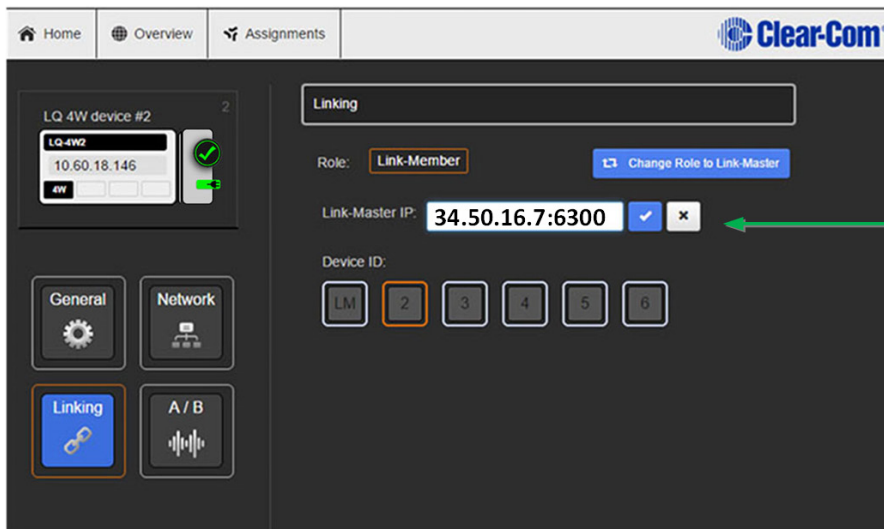 Home
Overview
Assignments
Clear-Com
LQ 4W device #2
2
LQ-4W2
10.60.18.146
4W
General
Network
Linking
A / B
Linking
Role: Link-Member
Change Role to Link-Master
Link-Master IP: 34.50.16.7:6300
Device ID:
LM 2 3 4 5 6